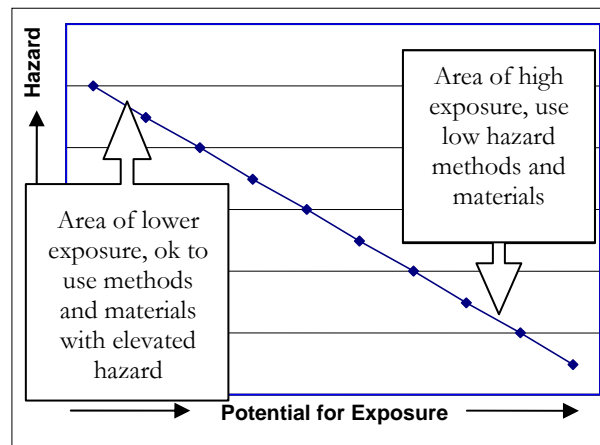 Hazard
Area of high
exposure, use
low hazard
methods and
materials
Area of lower
exposure, ok to
use methods
and materials
with elevated
hazard
Potential for Exposure